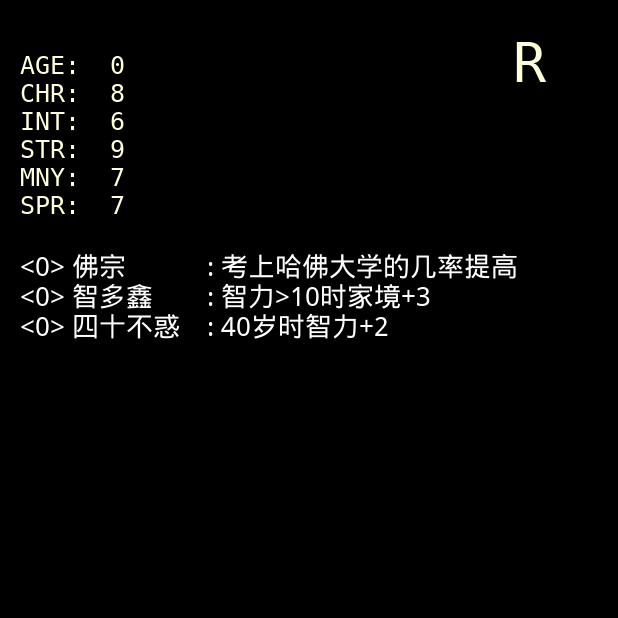 R
AGE: 0
CHR: 8
INT: 6
STR: 9
MNY: 7
SPR: 7
<0> 佛宗 : 考上哈佛大学的几率提高
<0> 智多鑫 : 智力>10时家境+3
<0> 四十不惑 : 40岁时智力+2